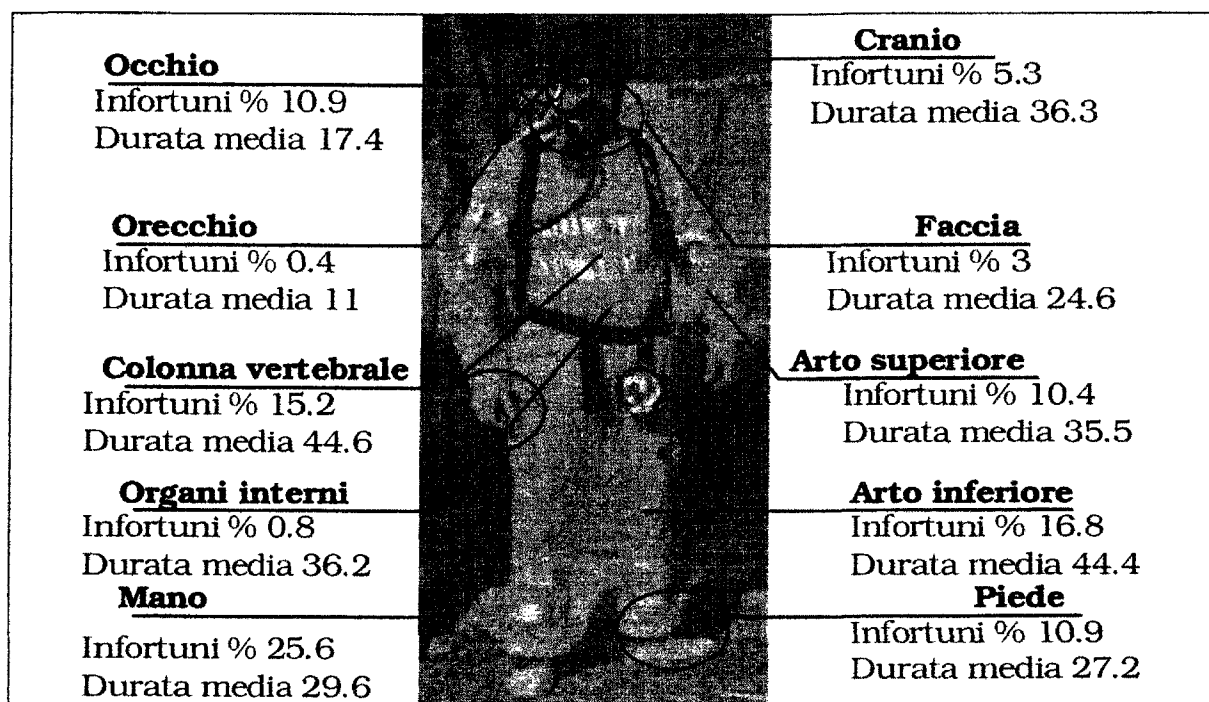 Occhio
Infortuni % 10.9
Durata media 17.4
Orecchio
Infortuni % 0.4
Durata media 11
Colonna vertebrale
Infortuni % 15.2
Durata media 44.6
Organi interni
Infortuni % 0.8
Durata media 36.2
Mano
Infortuni % 25.6
Durata media 29.6
Cranio
Infortuni % 5.3
Durata media 36.3
Faccia
Infortuni % 3
Durata media 24.6
Arto superiore
Infortuni % 10.4
Durata media 35.5
Arto inferiore
Infortuni % 16.8
Durata media 44.4
Piede
Infortuni % 10.9
Durata media 27.2